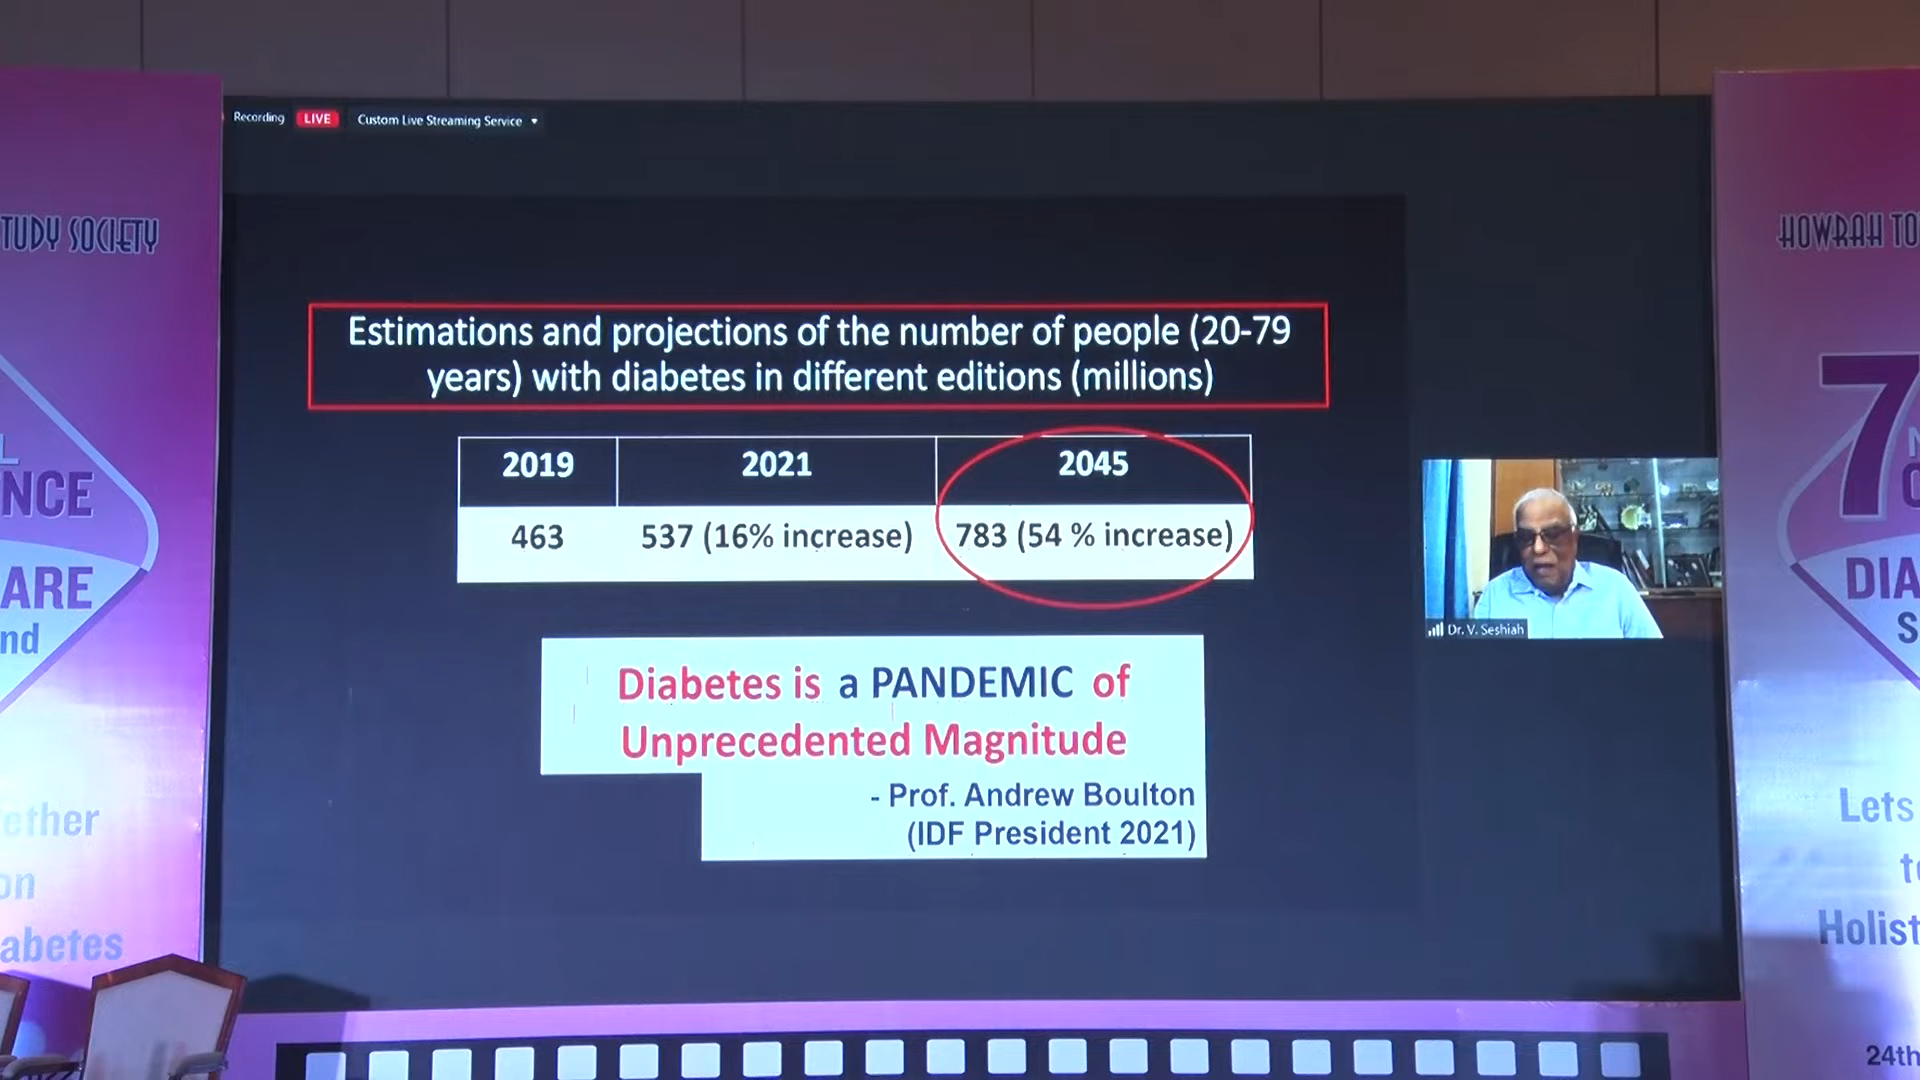 Recording LIVE Custom Live Streaming Service
TUDY SOCIETY
NCE
ARE
nd
ether
on
abetes
Estimations and projections of the number of people (20-79
years) with diabetes in different editions (millions)
2019 2021 2045
463 537 (16% increase) 783 (54 % increase)
Diabetes is a PANDEMIC of
Unprecedented Magnitude
- Prof. Andrew Boulton
(IDF President 2021)
Dr. V. Seshiah
HOWRAH TO
7
DIA
S
Lets
to
Holist
24th